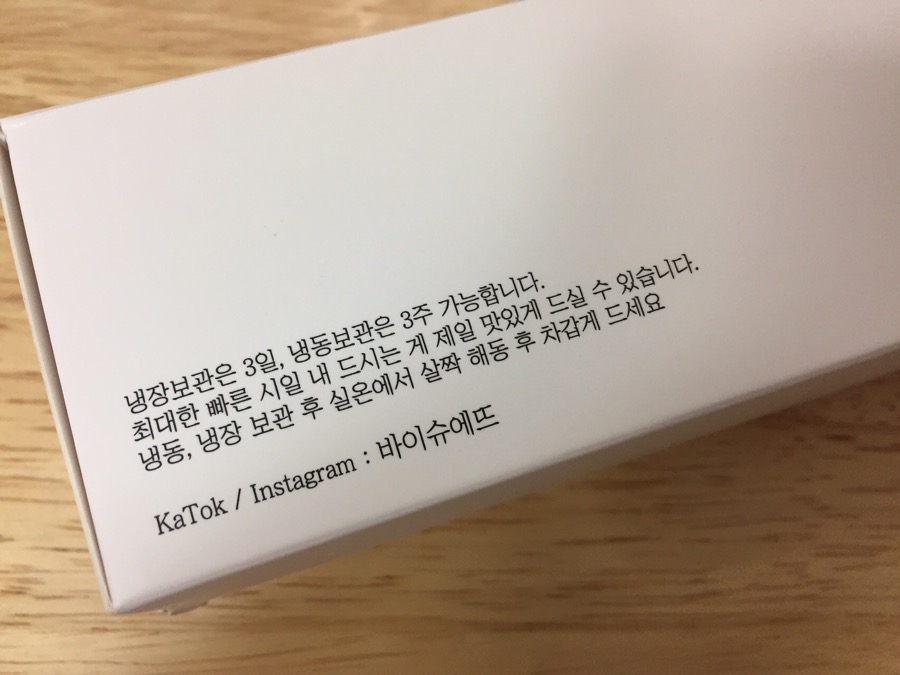 냉장보관은 3일, 냉동보관은 3주 가능합니다.
최대한 빠른 시일 내 드시는 게 제일 맛있게 드실 수 있습니다.
냉동, 냉장 보관 후 실온에서 살짝 해동 후 차갑게 드세요
KaTok / Instagram : 바이슈에뜨